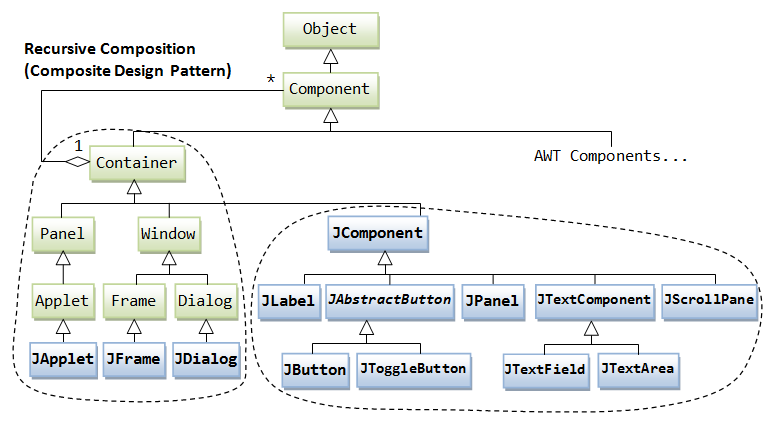 Object
Recursive Composition
(Composite Design Pattern)
*
Component
1
Container
AWT Components...
Panel
Window
JComponent
Applet
Frame
Dialog
JLabel
JAbstractButton
JPanel
JTextComponent
JScrollPane
JApplet
JFrame
JDialog
JButton
JToggleButton
JTextField
JTextArea